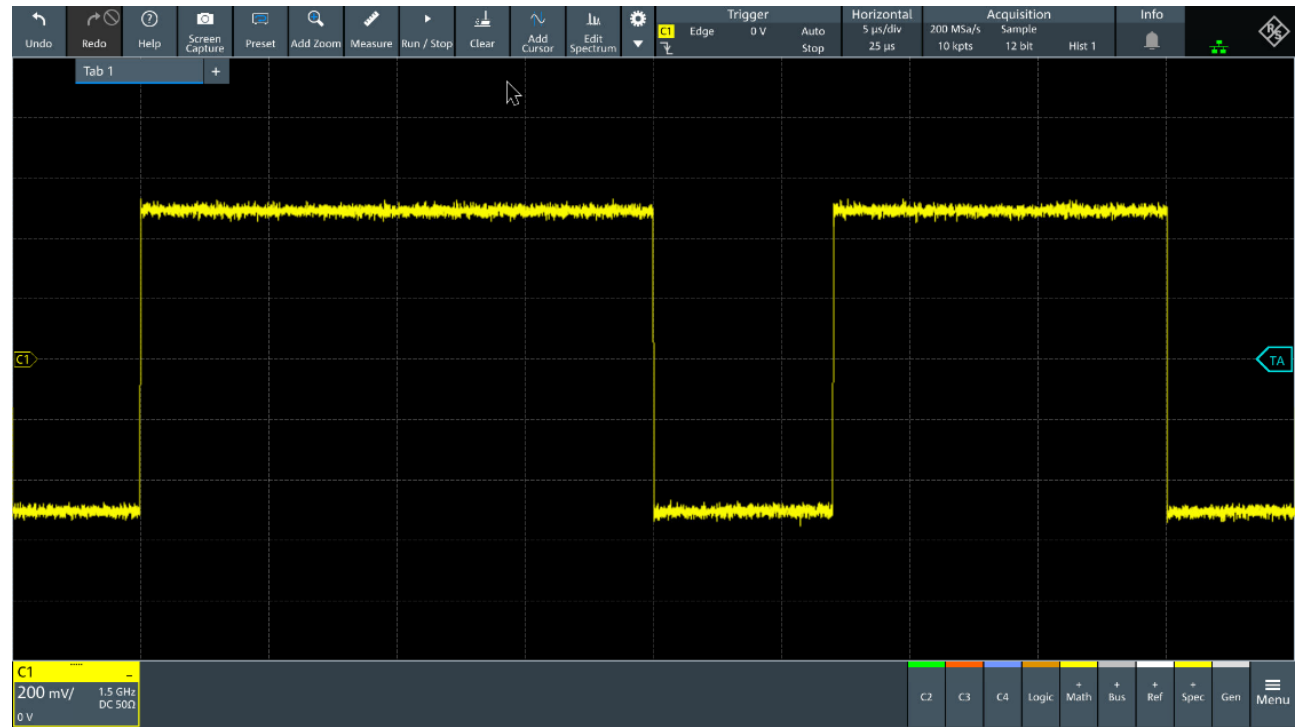 Undo
Redo
Help
Screen
Capture
Preset
Add Zoom
Measure
Run / Stop
Clear
Add
Cursor
Edit
Spectrum
Trigger
C1 Edge 0 V Auto
Stop
Horizontal
5 µs/div
25 µs
Acquisition
200 MSa/s Sample
10 kpts 12 bit Hist 1
Info
R&S
Tab 1 +
C1
TA
C1
200 mV/ 1.5 GHz
DC 50Ω
0 V
C2
C3
C4
Logic
+
Math
+
Bus
+
Ref
+
Spec
Gen
Menu